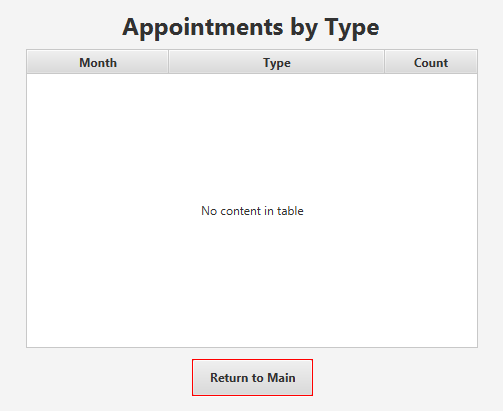 Appointments by Type
Month Type Count
No content in table
Return to Main